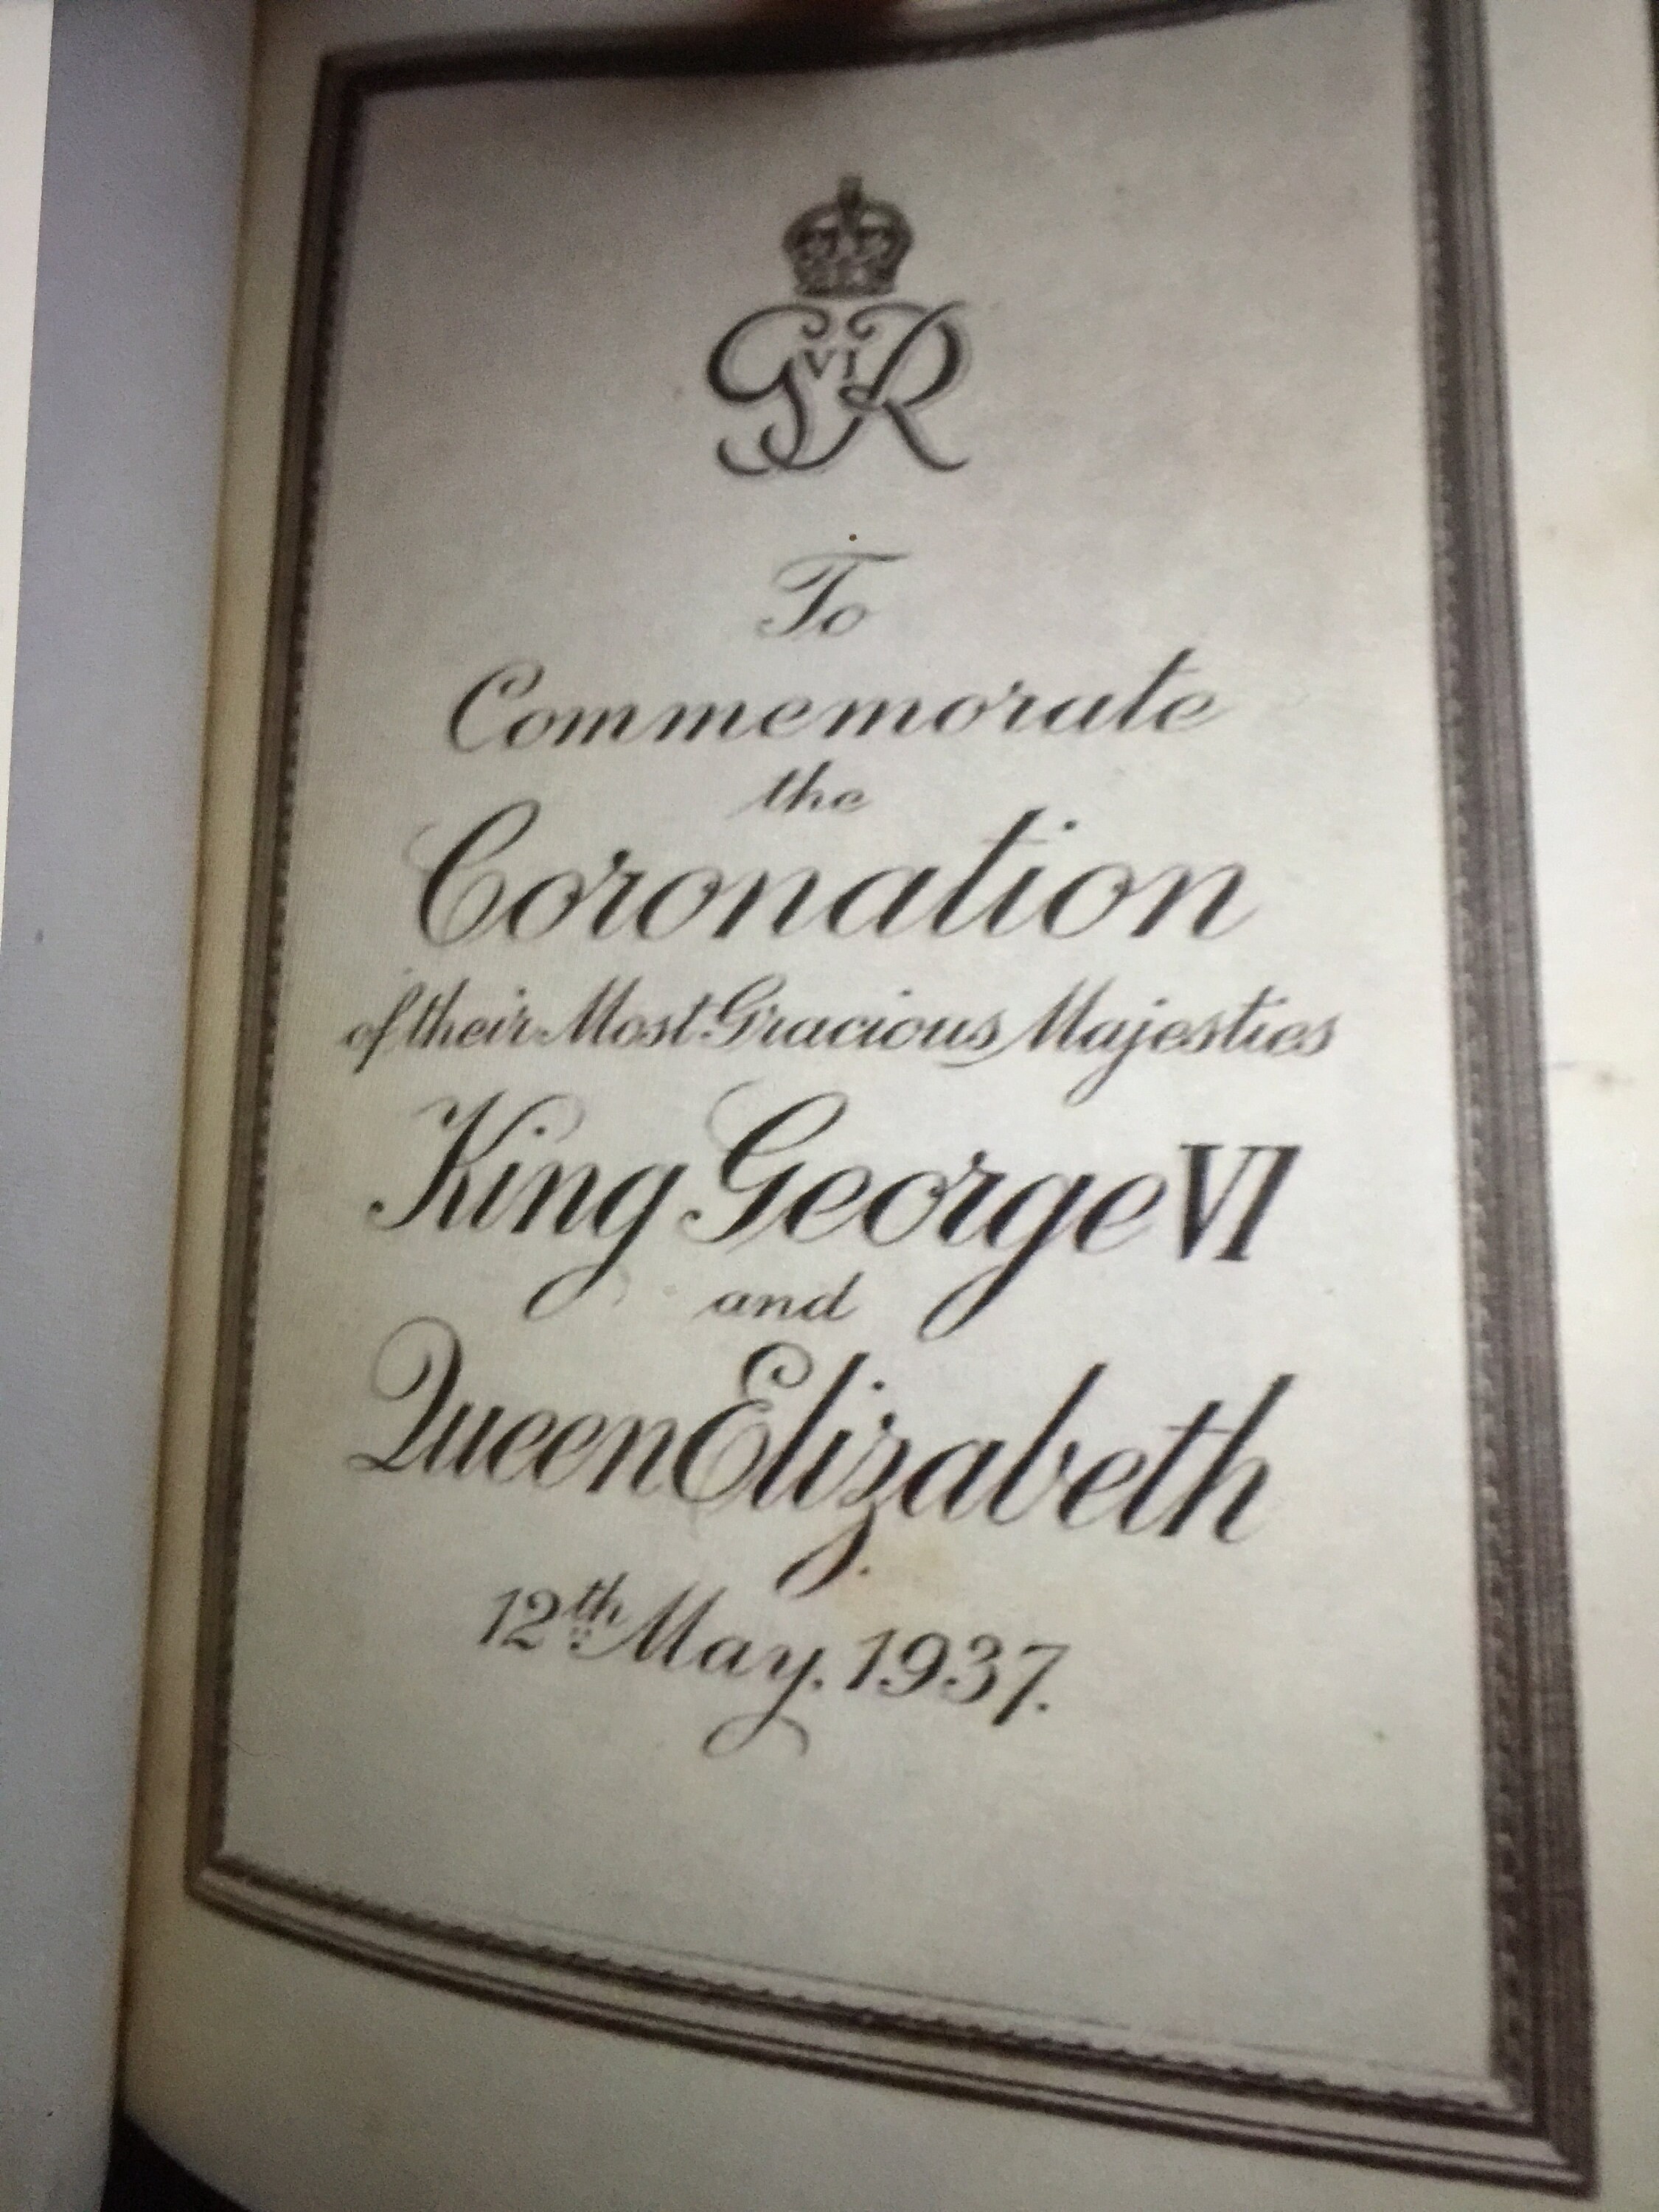 GVIR
To
Commemorate
the
Coronation
of their Most Gracious Majesties
King George VI
and
Queen Elizabeth
12th May, 1937.